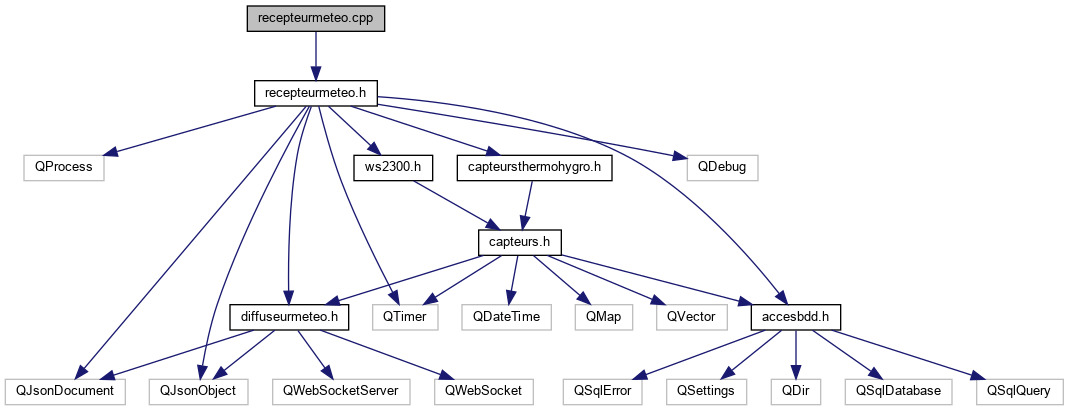 recepteurmeteo.cpp
recepteurmeteo.h
QProcess
ws2300.h
capteursthermohygro.h
QDebug
capteurs.h
diffuseurmeteo.h
QTimer
QDateTime
QMap
QVector
accesbdd.h
QJsonDocument
QJsonObject
QWebSocketServer
QWebSocket
QSqlError
QSettings
QDir
QSqlDatabase
QSqlQuery